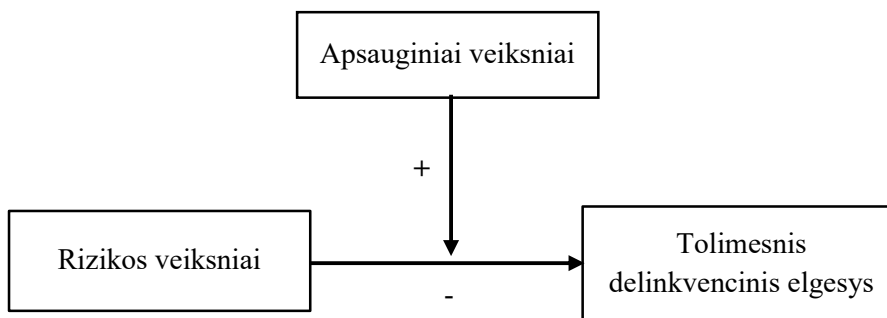 Apsauginiai veiksniai
+
Rizikos veiksniai
-
Tolimesnis
delinkvencinis elgesys